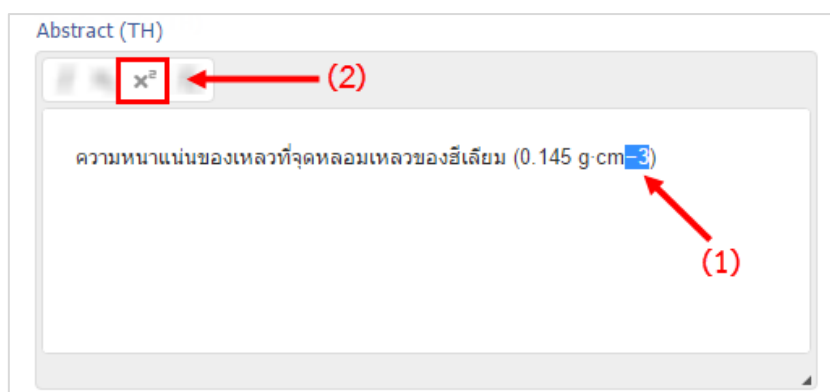 Abstract (TH)
x² (2)
ความหนาแน่นของเหลวที่จุดหลอมเหลวของฮีเลียม (0.145 g·cm−3)
(1)